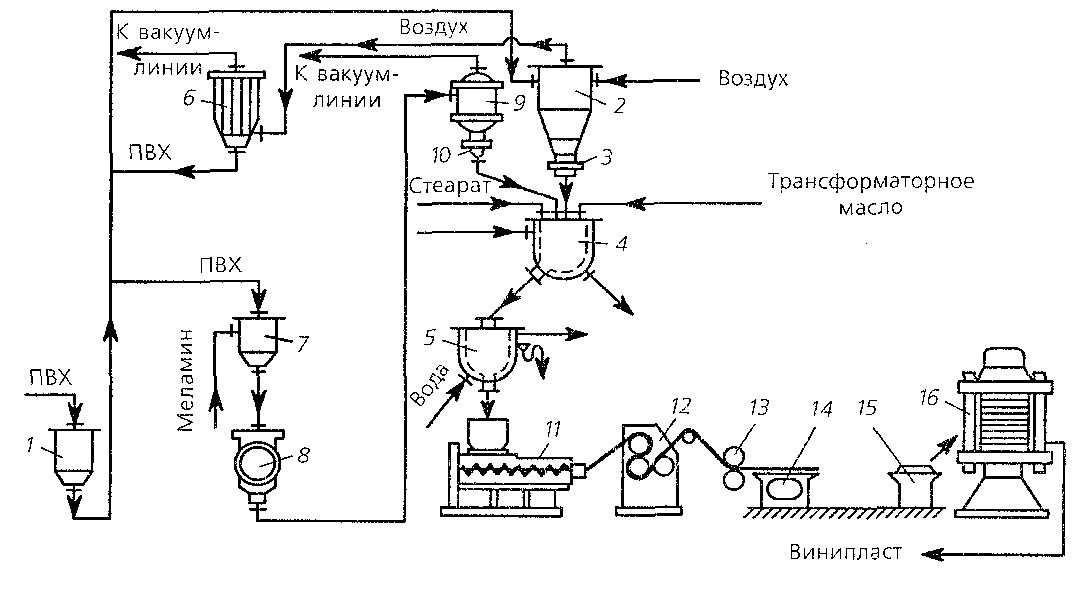 К вакуум-
линии
Воздух
К вакуум-
линии
Воздух
6
9
2
10
3
ПВХ
Стеарат
Трансформаторное
масло
4
ПВХ
7
Меламин
5
Вода
ПВХ
1
8
11
12
13
14
15
16
Винипласт